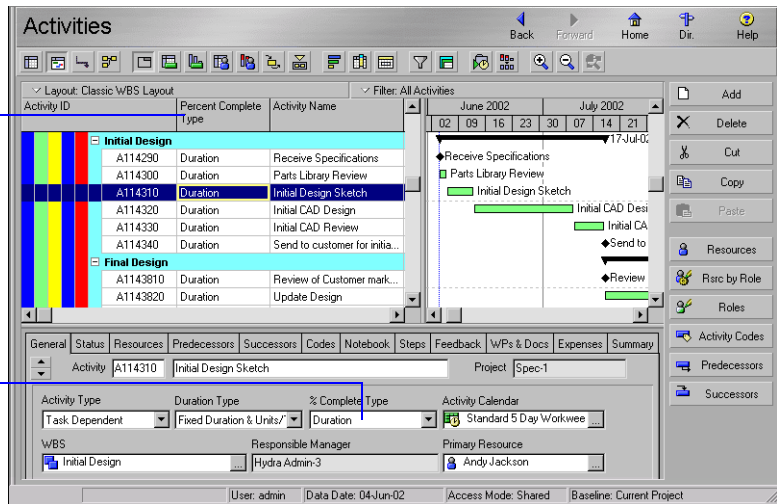 Activities
Back
Forward
Home
Dir.
Help
Layout: Classic WBS Layout
Filter: All Activities
Activity ID
Percent Complete Type
Activity Name
June 2002
July 2002
02 09 16 23 30 07 14 21
Initial Design
17-Jul-02
A114290 Duration Receive Specifications
Receive Specifications
A114300 Duration Parts Library Review
Parts Library Review
A114310 Duration Initial Design Sketch
Initial Design Sketch
A114320 Duration Initial CAD Design
Initial CAD Desi
A114330 Duration Initial CAD Review
Initial CA
A114340 Duration Send to customer for initia...
Send to
Final Design
A1143810 Duration Review of Customer mark...
Review
A1143820 Duration Update Design
Add
Delete
Cut
Copy
Paste
Resources
Rsrc by Role
Roles
Activity Codes
Predecessors
Successors
General Status Resources Predecessors Successors Codes Notebook Steps Feedback WPs & Docs Expenses Summary
Activity A114310 Initial Design Sketch Project Spec-1
Activity Type Duration Type % Complete Type Activity Calendar
Task Dependent Fixed Duration & Units/ Duration Standard 5 Day Workwee ...
WBS Responsible Manager Primary Resource
Initial Design ... Hydra Admin-3 Andy Jackson ...
User: admin Data Date: 04-Jun-02 Access Mode: Shared Baseline: Current Project